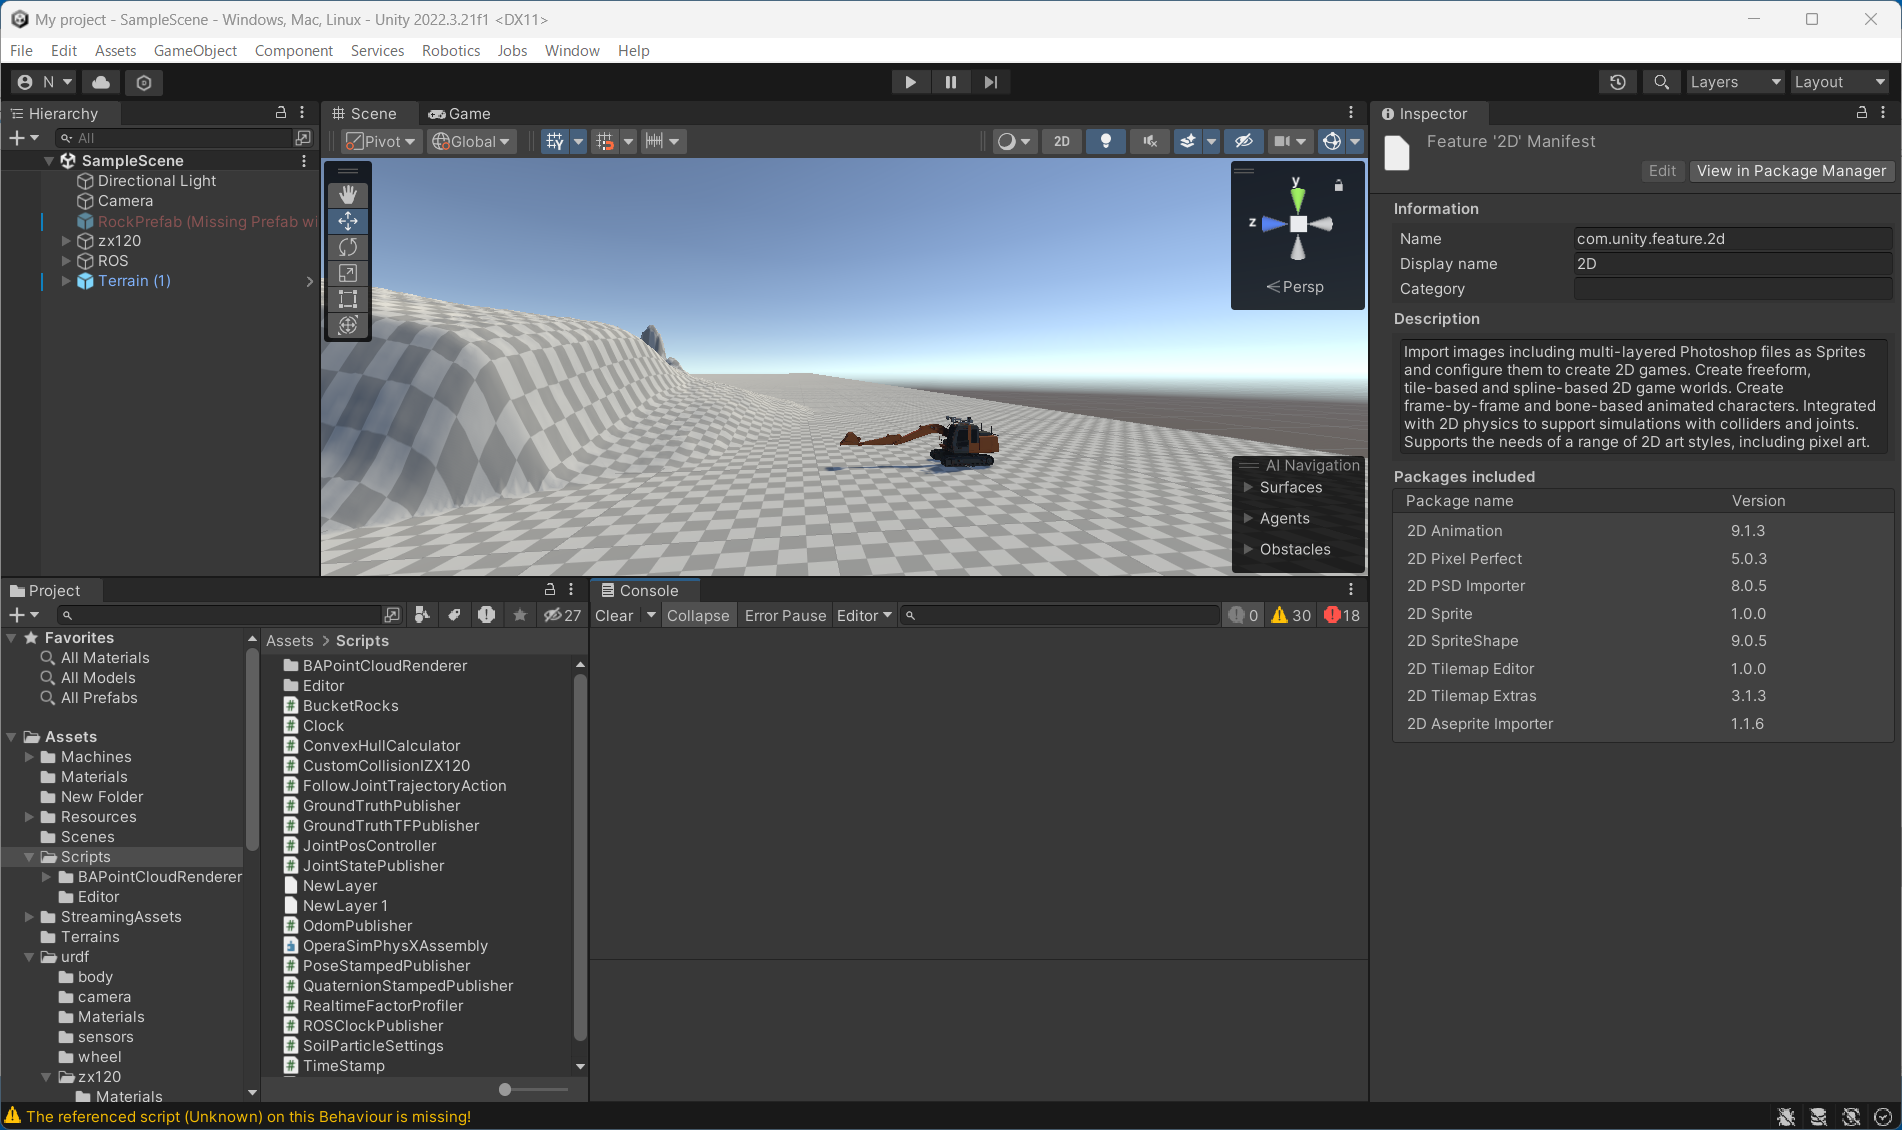 My project - SampleScene - Windows, Mac, Linux - Unity 2022.3.21f1 <DX11>
File Edit Assets GameObject Component Services Robotics Jobs Window Help
N
Layers
Layout
Hierarchy
All
SampleScene
Directional Light
Camera
RockPrefab (Missing Prefab wi
zx120
ROS
Terrain (1)
Scene
Game
Pivot
Global
2D
y
z
Persp
AI Navigation
Surfaces
Agents
Obstacles
Inspector
Feature '2D' Manifest
Edit
View in Package Manager
Information
Name com.unity.feature.2d
Display name 2D
Category
Description
Import images including multi-layered Photoshop files as Sprites
and configure them to create 2D games. Create freeform,
tile-based and spline-based 2D game worlds. Create
frame-by-frame and bone-based animated characters. Integrated
with 2D physics to support simulations with colliders and joints.
Supports the needs of a range of 2D art styles, including pixel art.
Packages included
Package name Version
2D Animation 9.1.3
2D Pixel Perfect 5.0.3
2D PSD Importer 8.0.5
2D Sprite 1.0.0
2D SpriteShape 9.0.5
2D Tilemap Editor 1.0.0
2D Tilemap Extras 3.1.3
2D Aseprite Importer 1.1.6
Project
27
Favorites
All Materials
All Models
All Prefabs
Assets
Machines
Materials
New Folder
Resources
Scenes
Scripts
BAPointCloudRenderer
Editor
StreamingAssets
Terrains
urdf
body
camera
Materials
sensors
wheel
zx120
Materials
Assets > Scripts
BAPointCloudRenderer
Editor
BucketRocks
Clock
ConvexHullCalculator
CustomCollisionIZX120
FollowJointTrajectoryAction
GroundTruthPublisher
GroundTruthTFPublisher
JointPosController
JointStatePublisher
NewLayer
NewLayer 1
OdomPublisher
OperaSimPhysXAssembly
PoseStampedPublisher
QuaternionStampedPublisher
RealtimeFactorProfiler
ROSClockPublisher
SoilParticleSettings
TimeStamp
Console
Clear Collapse Error Pause Editor
0 30 18
The referenced script (Unknown) on this Behaviour is missing!